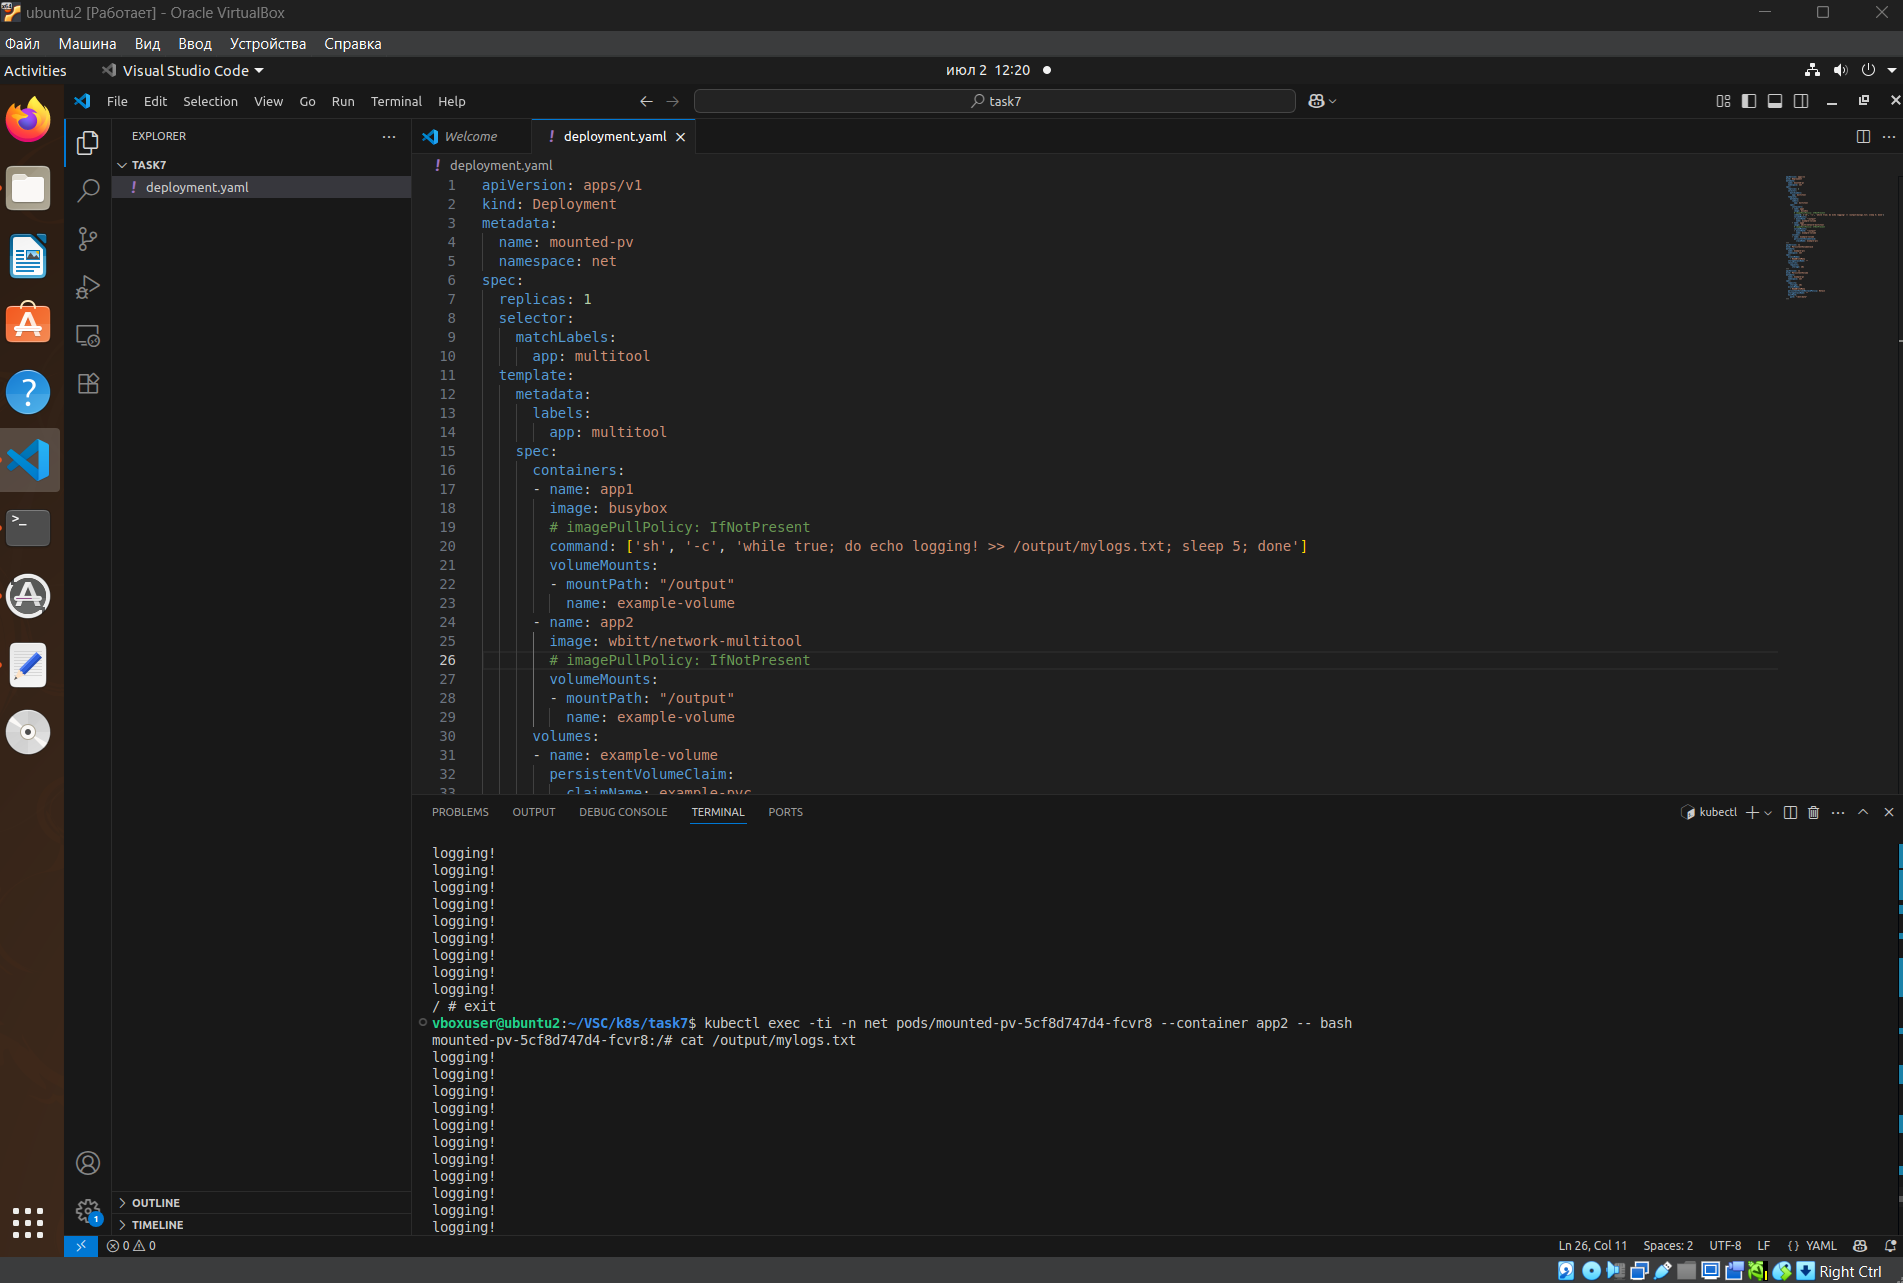 ubuntu2 [Работает] - Oracle VirtualBox
Файл Машина Вид Ввод Устройства Справка
Activities Visual Studio Code июл 2 12:20
File Edit Selection View Go Run Terminal Help task7
EXPLORER
TASK7
! deployment.yaml
Welcome ! deployment.yaml
! deployment.yaml
1 apiVersion: apps/v1
2 kind: Deployment
3 metadata:
4 name: mounted-pv
5 namespace: net
6 spec:
7 replicas: 1
8 selector:
9 matchLabels:
10 app: multitool
11 template:
12 metadata:
13 labels:
14 app: multitool
15 spec:
16 containers:
17 - name: app1
18 image: busybox
19 # imagePullPolicy: IfNotPresent
20 command: ['sh', '-c', 'while true; do echo logging! >> /output/mylogs.txt; sleep 5; done']
21 volumeMounts:
22 - mountPath: "/output"
23 name: example-volume
24 - name: app2
25 image: wbitt/network-multitool
26 # imagePullPolicy: IfNotPresent
27 volumeMounts:
28 - mountPath: "/output"
29 name: example-volume
30 volumes:
31 - name: example-volume
32 persistentVolumeClaim:
33 claimName: example-pvc
PROBLEMS OUTPUT DEBUG CONSOLE TERMINAL PORTS kubectl
logging!
logging!
logging!
logging!
logging!
logging!
logging!
logging!
logging!
/ # exit
vboxuser@ubuntu2:~/VSC/k8s/task7$ kubectl exec -ti -n net pods/mounted-pv-5cf8d747d4-fcvr8 --container app2 -- bash
mounted-pv-5cf8d747d4-fcvr8:/# cat /output/mylogs.txt
logging!
logging!
logging!
logging!
logging!
logging!
logging!
logging!
logging!
logging!
logging!
OUTLINE
TIMELINE
1
0 0 Ln 26, Col 11 Spaces: 2 UTF-8 LF {} YAML
Right Ctrl